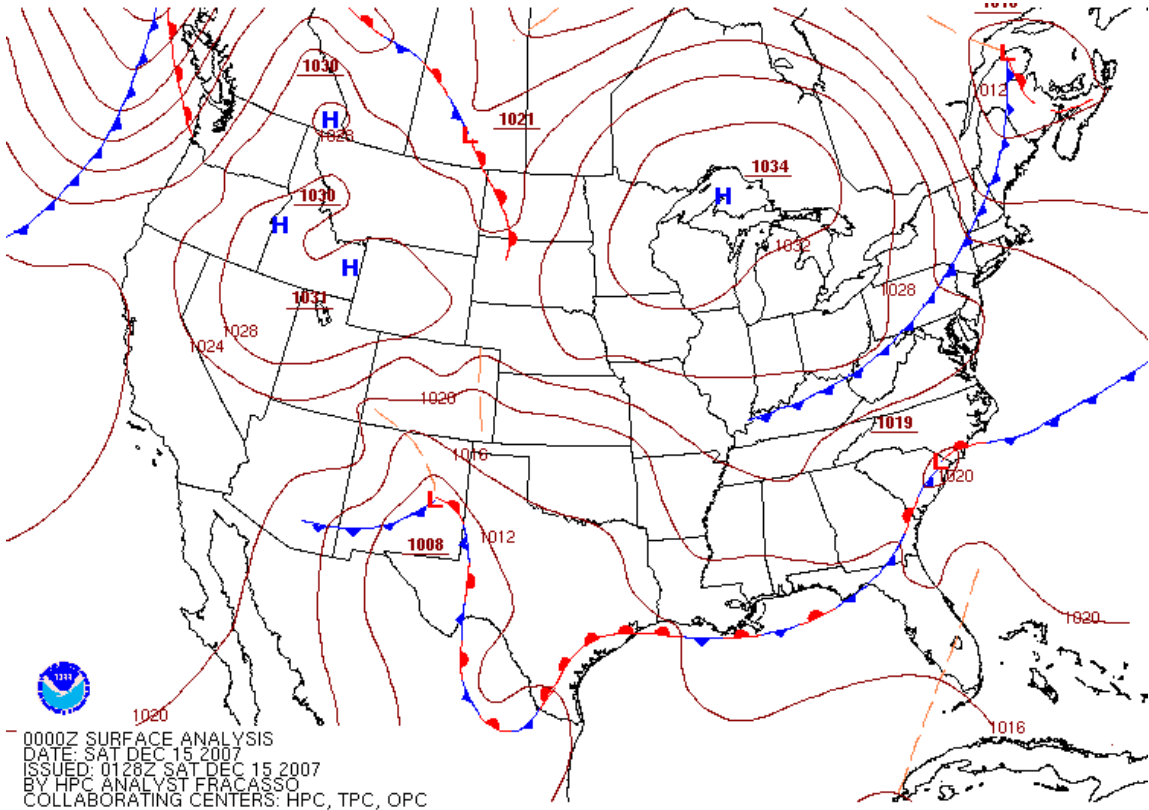 1018
1030
L
1012
1021
H
1028
L
1034
1030
H
H
1032
H
1031
1028
1028
1024
1020
1019
1016
L
1020
L
1012
1008
1020
1020
1016
0000Z SURFACE ANALYSIS
DATE: SAT DEC 15 2007
ISSUED: 0128Z SAT DEC 15 2007
BY HPC ANALYST FRACASSO
COLLABORATING CENTERS: HPC, TPC, OPC